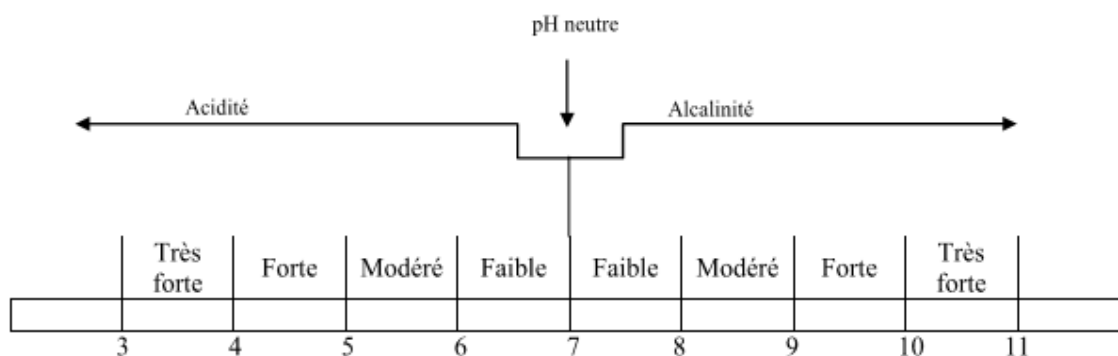 pH neutre
Acidité Alcalinité
Très Très
forte Forte Modéré Faible Faible Modéré Forte forte
3 4 5 6 7 8 9 10 11